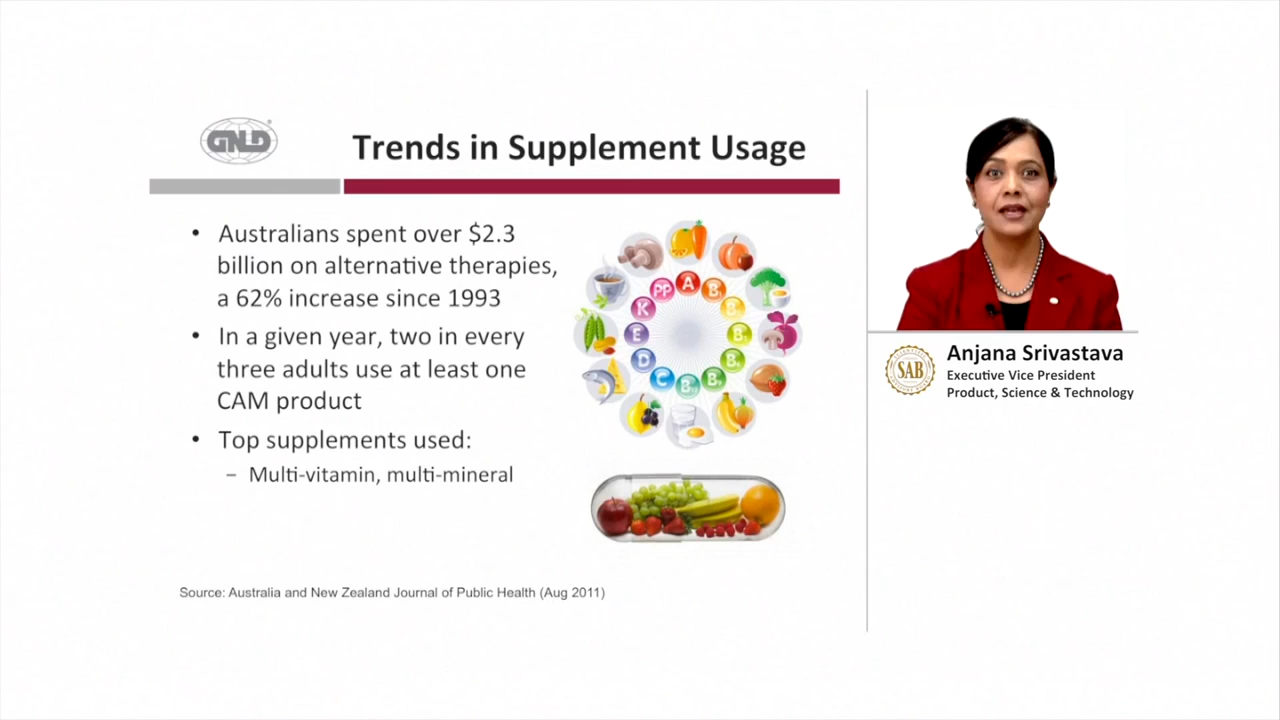 GNLD
Trends in Supplement Usage
• Australians spent over $2.3
billion on alternative therapies,
a 62% increase since 1993
• In a given year, two in every
three adults use at least one
CAM product
• Top supplements used:
– Multi-vitamin, multi-mineral
PP
A
B
K
E
D
C
B12
B
B
B
B
Source: Australia and New Zealand Journal of Public Health (Aug 2011)
SAB
Anjana Srivastava
Executive Vice President
Product, Science & Technology